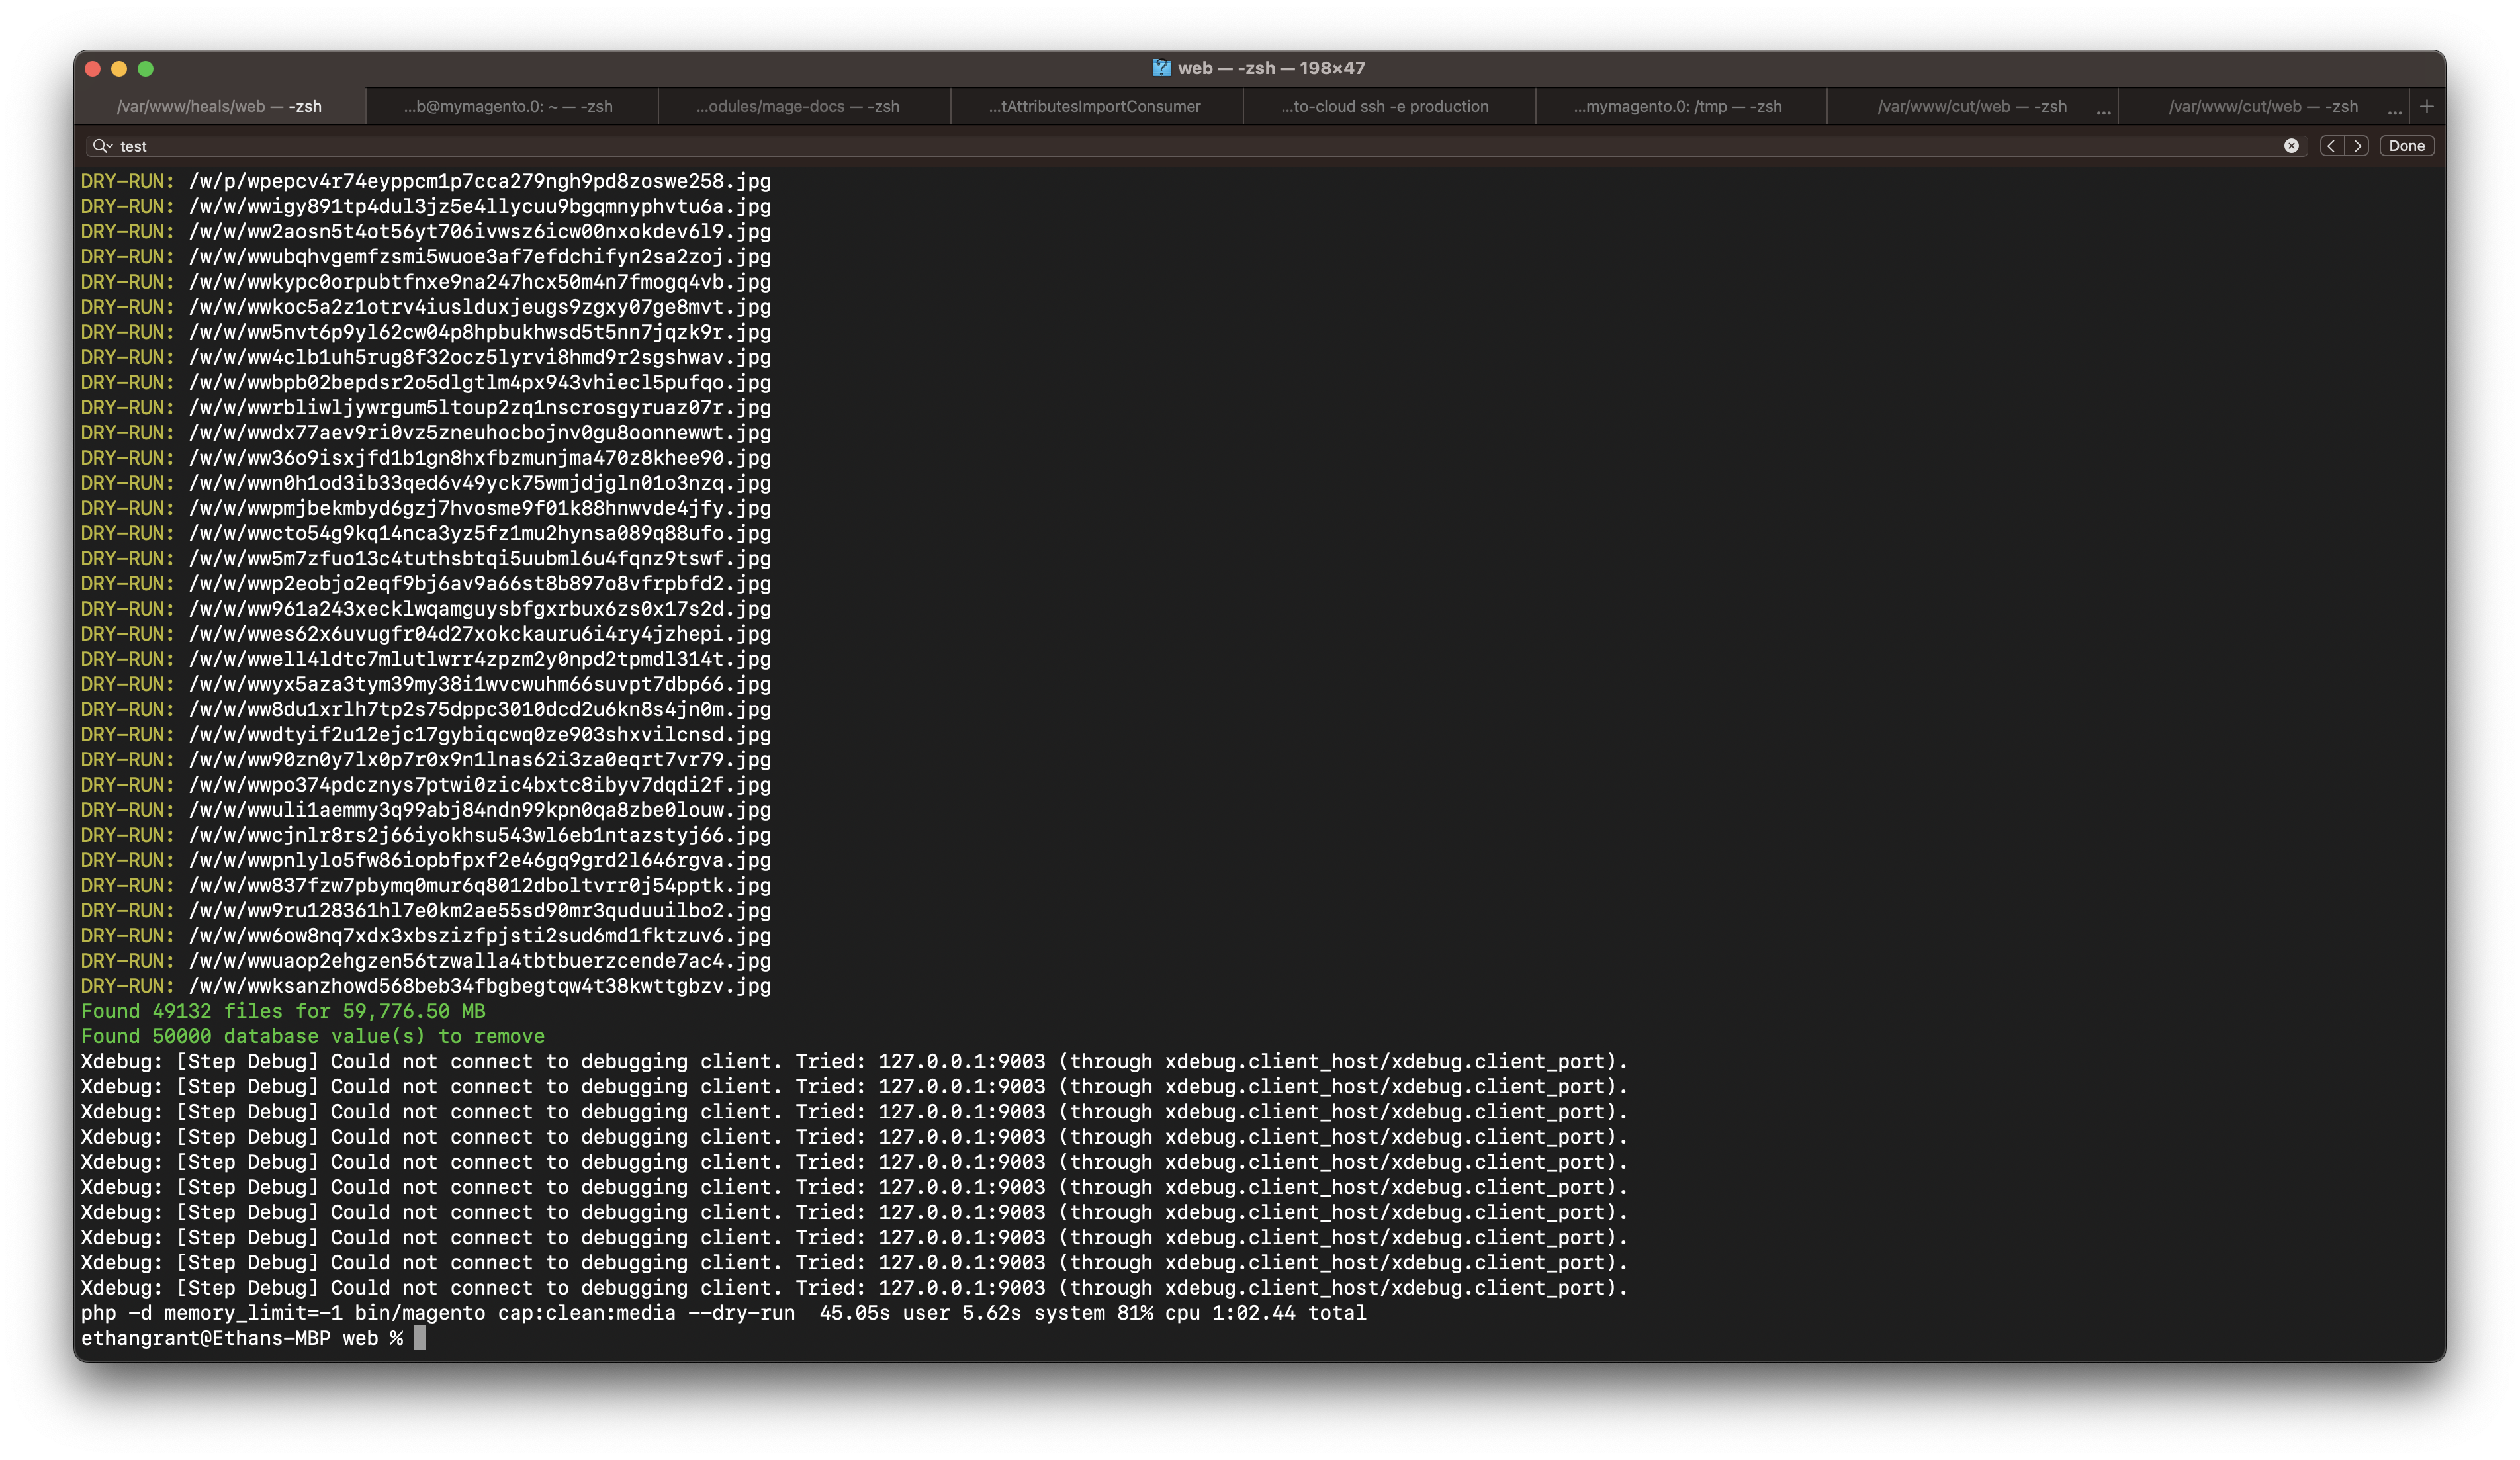 web — -zsh — 198×47
/var/www/heals/web — -zsh
...b@mymagento.0: ~ — -zsh
...odules/mage-docs — -zsh
...tAttributesImportConsumer
...to-cloud ssh -e production
...mymagento.0: /tmp — -zsh
/var/www/cut/web — -zsh ...
/var/www/cut/web — -zsh ...
test
Done
DRY-RUN: /w/p/wpepcv4r74eyppcm1p7cca279ngh9pd8zoswe258.jpg
DRY-RUN: /w/w/wwigy891tp4dul3jz5e4llycuu9bgqmnyphvtu6a.jpg
DRY-RUN: /w/w/ww2aosn5t4ot56yt706ivwsz6icw00nxokdev6l9.jpg
DRY-RUN: /w/w/wwubqhvgemfzsmi5wuoe3af7efdchifyn2sa2zoj.jpg
DRY-RUN: /w/w/wwkypc0orpubtfnxe9na247hcx50m4n7fmogq4vb.jpg
DRY-RUN: /w/w/wwkoc5a2z1otrv4iuslduxjeugs9zgxy07ge8mvt.jpg
DRY-RUN: /w/w/ww5nvt6p9yl62cw04p8hpbukhwsd5t5nn7jqzk9r.jpg
DRY-RUN: /w/w/ww4clb1uh5rug8f32ocz5lyrvi8hmd9r2sgshwav.jpg
DRY-RUN: /w/w/wwbpb02bepdsr2o5dlgtlm4px943vhiecl5pufqo.jpg
DRY-RUN: /w/w/wwrbliwljywrgum5ltoup2zq1nscrosgyruaz07r.jpg
DRY-RUN: /w/w/wwdx77aev9ri0vz5zneuhocbojnv0gu8oonnewwt.jpg
DRY-RUN: /w/w/ww36o9isxjfd1b1gn8hxfbzmunjma470z8khee90.jpg
DRY-RUN: /w/w/wwn0h1od3ib33qed6v49yck75wmjdjgln01o3nzq.jpg
DRY-RUN: /w/w/wwpmjbekmbyd6gzj7hvosme9f01k88hnwvde4jfy.jpg
DRY-RUN: /w/w/wwcto54g9kq14nca3yz5fz1mu2hynsa089q88ufo.jpg
DRY-RUN: /w/w/ww5m7zfuo13c4tuthsbtqi5uubml6u4fqnz9tswf.jpg
DRY-RUN: /w/w/wwp2eobjo2eqf9bj6av9a66st8b897o8vfrpbfd2.jpg
DRY-RUN: /w/w/ww961a243xecklwqamguysbfgxrbux6zs0x17s2d.jpg
DRY-RUN: /w/w/wwes62x6uvugfr04d27xokckauru6i4ry4jzhepi.jpg
DRY-RUN: /w/w/wwell4ldtc7mlutlwrr4zpzm2y0npd2tpmdl314t.jpg
DRY-RUN: /w/w/wwyx5aza3tym39my38i1wvcwuhm66suvpt7dbp66.jpg
DRY-RUN: /w/w/ww8du1xrlh7tp2s75dppc3010dcd2u6kn8s4jn0m.jpg
DRY-RUN: /w/w/wwdtyif2u12ejc17gybiqcwq0ze903shxvilcnsd.jpg
DRY-RUN: /w/w/ww90zn0y7lx0p7r0x9n1lnas62i3za0eqrt7vr79.jpg
DRY-RUN: /w/w/wwpo374pdcznys7ptwi0zic4bxtc8ibyv7dqdi2f.jpg
DRY-RUN: /w/w/wwuli1aemmy3q99abj84ndn99kpn0qa8zbe0louw.jpg
DRY-RUN: /w/w/wwcjnlr8rs2j66iyokhsu543wl6eb1ntazstyj66.jpg
DRY-RUN: /w/w/wwpnlylo5fw86iopbfpxf2e46gq9grd2l646rgva.jpg
DRY-RUN: /w/w/ww837fzw7pbymq0mur6q8012dboltvrr0j54pptk.jpg
DRY-RUN: /w/w/ww9ru128361hl7e0km2ae55sd90mr3quduuilbo2.jpg
DRY-RUN: /w/w/ww6ow8nq7xdx3xbszizfpjsti2sud6md1fktzuv6.jpg
DRY-RUN: /w/w/wwuaop2ehgzen56tzwalla4tbtbuerzcende7ac4.jpg
DRY-RUN: /w/w/wwksanzhowd568beb34fbgbegtqw4t38kwttgbzv.jpg
Found 49132 files for 59,776.50 MB
Found 50000 database value(s) to remove
Xdebug: [Step Debug] Could not connect to debugging client. Tried: 127.0.0.1:9003 (through xdebug.client_host/xdebug.client_port).
Xdebug: [Step Debug] Could not connect to debugging client. Tried: 127.0.0.1:9003 (through xdebug.client_host/xdebug.client_port).
Xdebug: [Step Debug] Could not connect to debugging client. Tried: 127.0.0.1:9003 (through xdebug.client_host/xdebug.client_port).
Xdebug: [Step Debug] Could not connect to debugging client. Tried: 127.0.0.1:9003 (through xdebug.client_host/xdebug.client_port).
Xdebug: [Step Debug] Could not connect to debugging client. Tried: 127.0.0.1:9003 (through xdebug.client_host/xdebug.client_port).
Xdebug: [Step Debug] Could not connect to debugging client. Tried: 127.0.0.1:9003 (through xdebug.client_host/xdebug.client_port).
Xdebug: [Step Debug] Could not connect to debugging client. Tried: 127.0.0.1:9003 (through xdebug.client_host/xdebug.client_port).
Xdebug: [Step Debug] Could not connect to debugging client. Tried: 127.0.0.1:9003 (through xdebug.client_host/xdebug.client_port).
Xdebug: [Step Debug] Could not connect to debugging client. Tried: 127.0.0.1:9003 (through xdebug.client_host/xdebug.client_port).
Xdebug: [Step Debug] Could not connect to debugging client. Tried: 127.0.0.1:9003 (through xdebug.client_host/xdebug.client_port).
php -d memory_limit=-1 bin/magento cap:clean:media --dry-run  45.05s user 5.62s system 81% cpu 1:02.44 total
ethangrant@Ethans-MBP web %